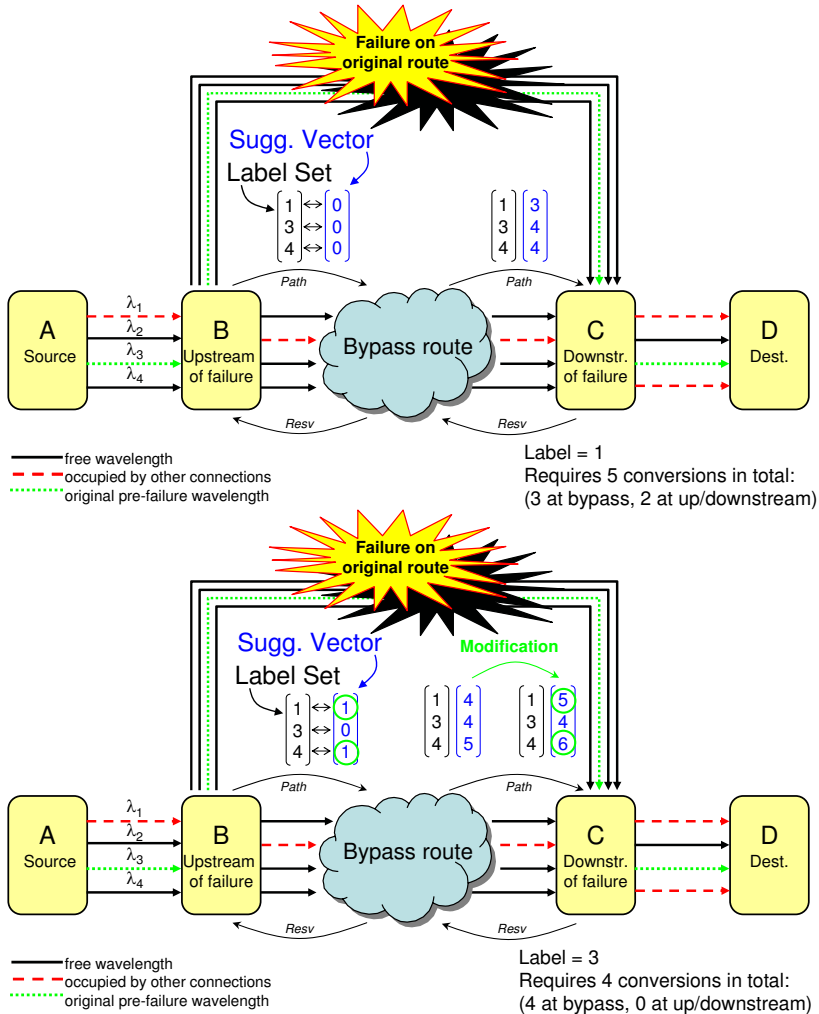 Failure on
original route
Sugg. Vector
Label Set
1 ↔ 0
3 ↔ 0
4 ↔ 0
1 3
3 4
4 4
Path
Path
A
Source
λ1
λ2
λ3
λ4
B
Upstream
of failure
Bypass route
C
Downstr.
of failure
D
Dest.
Resv
Resv
free wavelength
occupied by other connections
original pre-failure wavelength
Label = 1
Requires 5 conversions in total:
(3 at bypass, 2 at up/downstream)
Failure on
original route
Sugg. Vector
Label Set
Modification
1 ↔ 1
3 ↔ 0
4 ↔ 1
1 4
3 4
4 5
1 5
3 4
4 6
Path
Path
A
Source
λ1
λ2
λ3
λ4
B
Upstream
of failure
Bypass route
C
Downstr.
of failure
D
Dest.
Resv
Resv
free wavelength
occupied by other connections
original pre-failure wavelength
Label = 3
Requires 4 conversions in total:
(4 at bypass, 0 at up/downstream)